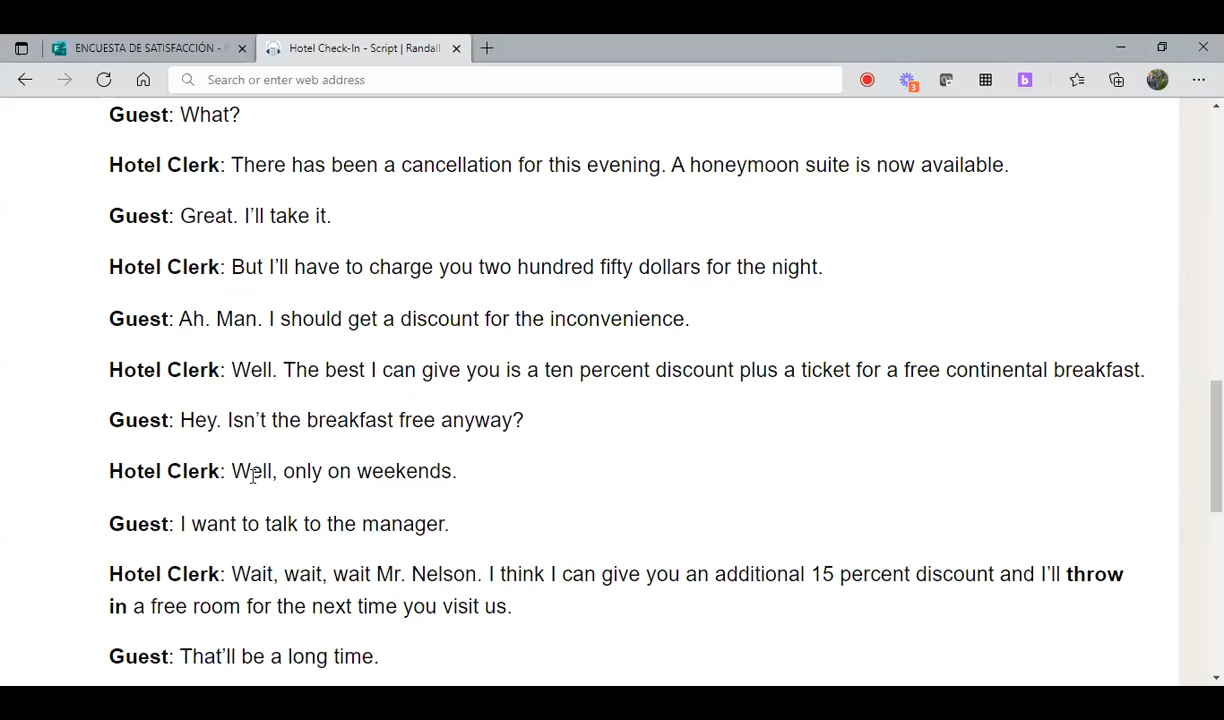 ENCUESTA DE SATISFACCIÓN -
Hotel Check-In - Script | Randall
Search or enter web address
3
b
Guest: What?
Hotel Clerk: There has been a cancellation for this evening. A honeymoon suite is now available.
Guest: Great. I’ll take it.
Hotel Clerk: But I’ll have to charge you two hundred fifty dollars for the night.
Guest: Ah. Man. I should get a discount for the inconvenience.
Hotel Clerk: Well. The best I can give you is a ten percent discount plus a ticket for a free continental breakfast.
Guest: Hey. Isn’t the breakfast free anyway?
Hotel Clerk: Well, only on weekends.
Guest: I want to talk to the manager.
Hotel Clerk: Wait, wait, wait Mr. Nelson. I think I can give you an additional 15 percent discount and I’ll throw
in a free room for the next time you visit us.
Guest: That’ll be a long time.